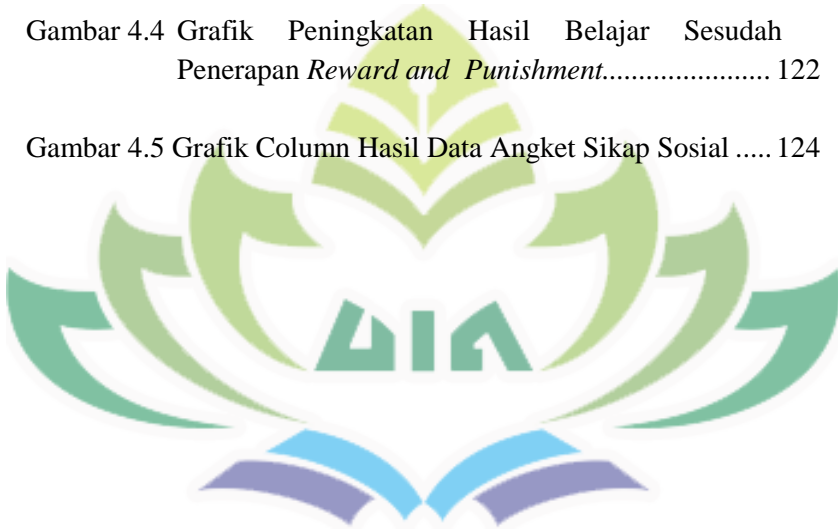 Gambar 4.4 Grafik Peningkatan Hasil Belajar Sesudah
Penerapan Reward and Punishment....................... 122
Gambar 4.5 Grafik Column Hasil Data Angket Sikap Sosial ..... 124
UIN